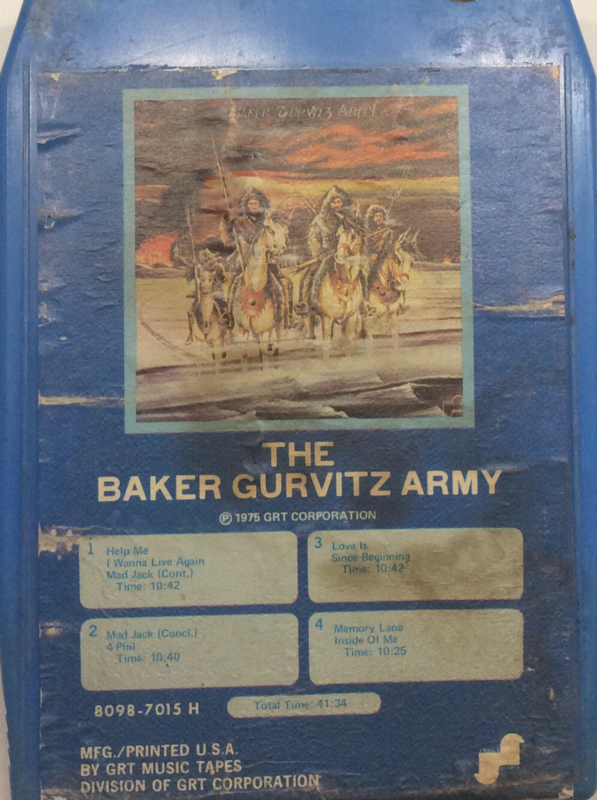 BAKER GURVITZ ARMY
THE
BAKER GURVITZ ARMY
℗ 1975 GRT CORPORATION
1 Help Me
I Wanna Live Again
Mad Jack (Cont.)
Time: 10:42
2 Mad Jack (Concl.)
4 Phil
Time: 10:40
3 Love Is
Since Beginning
Time: 10:42
4 Memory Lane
Inside Of Me
Time: 10:25
8098-7015 H
Total Time: 41:34
MFG./PRINTED U.S.A.
BY GRT MUSIC TAPES
DIVISION OF GRT CORPORATION